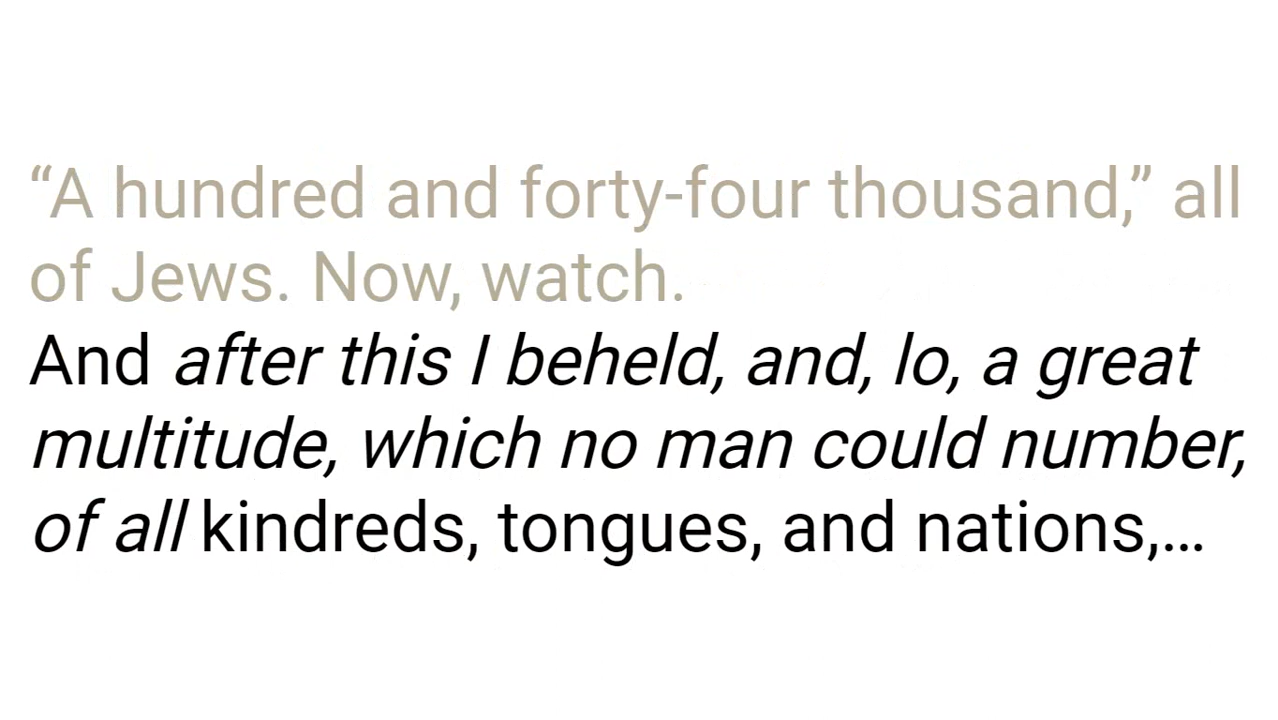 “A hundred and forty-four thousand,” all
of Jews. Now, watch.
And after this I beheld, and, lo, a great
multitude, which no man could number,
of all kindreds, tongues, and nations,…